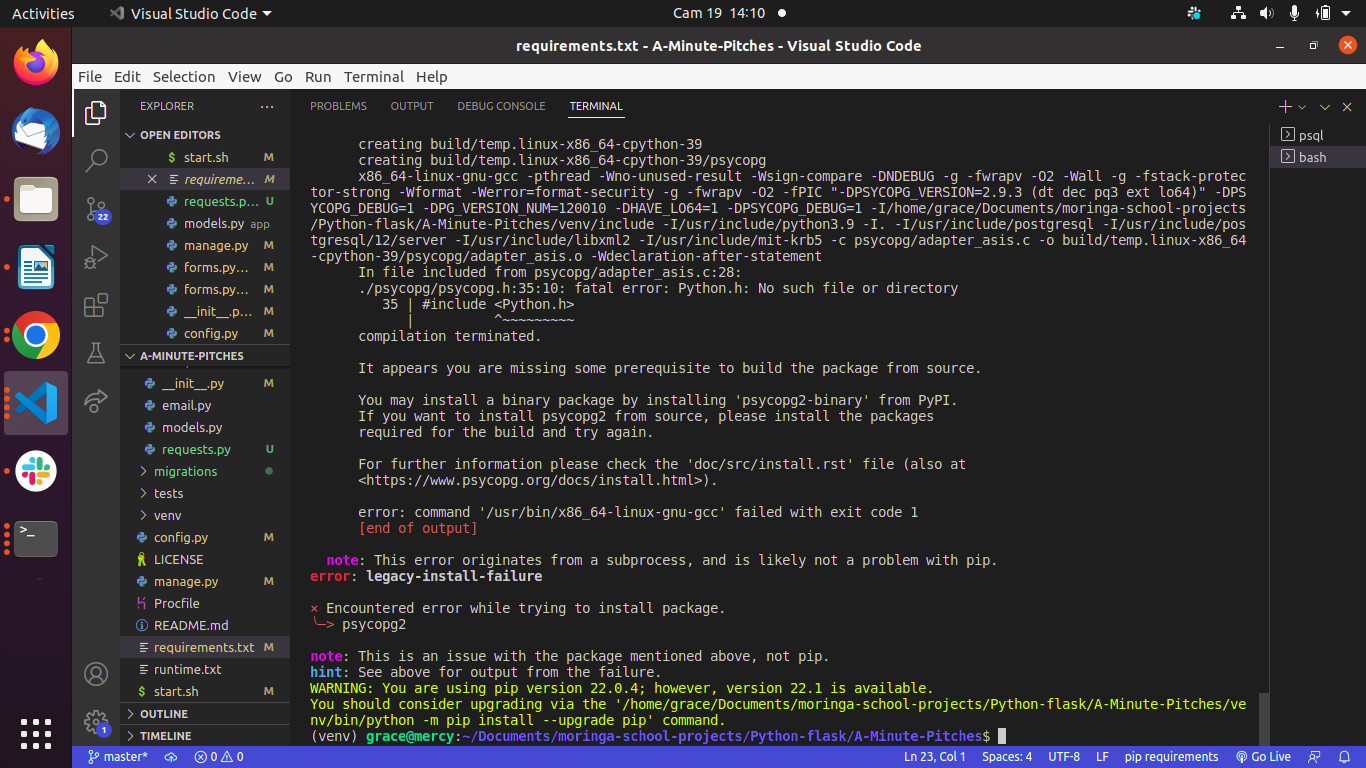 Activities
Visual Studio Code
Cam 19 14:10
requirements.txt - A-Minute-Pitches - Visual Studio Code
File Edit Selection View Go Run Terminal Help
EXPLORER
OPEN EDITORS
$ start.sh M
requireme... M
requests.p... U
models.py app
manage.py M
forms.py... M
forms.py... M
__init__.p... M
config.py M
A-MINUTE-PITCHES
__init__.py M
email.py
models.py
requests.py U
migrations
tests
venv
config.py M
LICENSE
manage.py M
Procfile
README.md
requirements.txt M
runtime.txt
$ start.sh M
OUTLINE
TIMELINE
22
1
PROBLEMS OUTPUT DEBUG CONSOLE TERMINAL
psql
bash
creating build/temp.linux-x86_64-cpython-39
creating build/temp.linux-x86_64-cpython-39/psycopg
x86_64-linux-gnu-gcc -pthread -Wno-unused-result -Wsign-compare -DNDEBUG -g -fwrapv -O2 -Wall -g -fstack-protec
tor-strong -Wformat -Werror=format-security -g -fwrapv -O2 -fPIC "-DPSYCOPG_VERSION=2.9.3 (dt dec pq3 ext lo64)" -DPS
YCOPG_DEBUG=1 -DPG_VERSION_NUM=120010 -DHAVE_LO64=1 -DPSYCOPG_DEBUG=1 -I/home/grace/Documents/moringa-school-projects
/Python-flask/A-Minute-Pitches/venv/include -I/usr/include/python3.9 -I. -I/usr/include/postgresql -I/usr/include/pos
tgresql/12/server -I/usr/include/libxml2 -I/usr/include/mit-krb5 -c psycopg/adapter_asis.c -o build/temp.linux-x86_64
-cpython-39/psycopg/adapter_asis.o -Wdeclaration-after-statement
In file included from psycopg/adapter_asis.c:28:
./psycopg/psycopg.h:35:10: fatal error: Python.h: No such file or directory
35 | #include <Python.h>
| ^~~~~~~~~~
compilation terminated.
It appears you are missing some prerequisite to build the package from source.
You may install a binary package by installing 'psycopg2-binary' from PyPI.
If you want to install psycopg2 from source, please install the packages
required for the build and try again.
For further information please check the 'doc/src/install.rst' file (also at
<https://www.psycopg.org/docs/install.html>).
error: command '/usr/bin/x86_64-linux-gnu-gcc' failed with exit code 1
[end of output]
note: This error originates from a subprocess, and is likely not a problem with pip.
error: legacy-install-failure
× Encountered error while trying to install package.
╰─> psycopg2
note: This is an issue with the package mentioned above, not pip.
hint: See above for output from the failure.
WARNING: You are using pip version 22.0.4; however, version 22.1 is available.
You should consider upgrading via the '/home/grace/Documents/moringa-school-projects/Python-flask/A-Minute-Pitches/ve
nv/bin/python -m pip install --upgrade pip' command.
(venv) grace@mercy:~/Documents/moringa-school-projects/Python-flask/A-Minute-Pitches$
master*
0 0
Ln 23, Col 1 Spaces: 4 UTF-8 LF pip requirements Go Live